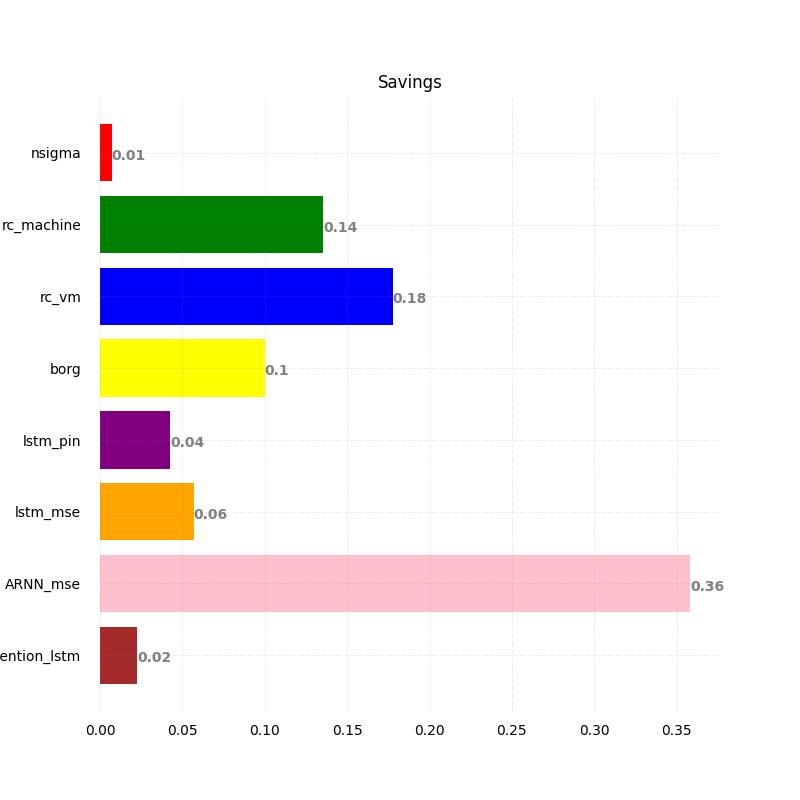 Savings
nsigma 0.01
rc_machine 0.14
rc_vm 0.18
borg 0.1
lstm_pin 0.04
lstm_mse 0.06
ARNN_mse 0.36
ention_lstm 0.02
0.00 0.05 0.10 0.15 0.20 0.25 0.30 0.35